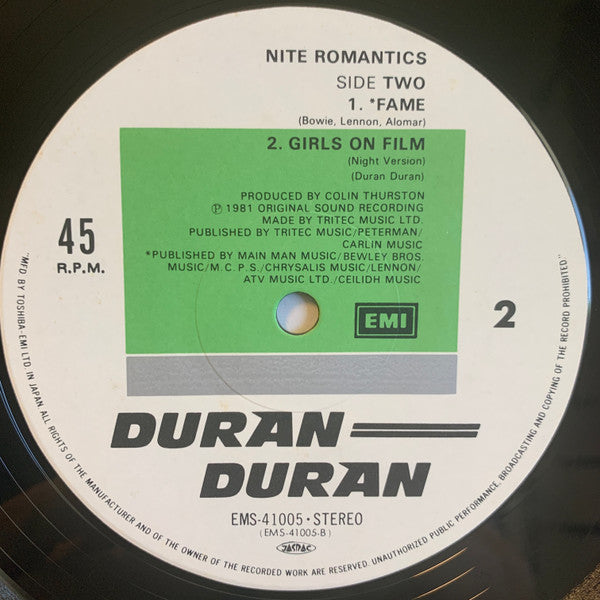 NITE ROMANTICS
SIDE TWO
1. *FAME
(Bowie, Lennon, Alomar)
2. GIRLS ON FILM
(Night Version)
(Duran Duran)
PRODUCED BY COLIN THURSTON
Ⓟ 1981 ORIGINAL SOUND RECORDING
MADE BY TRITEC MUSIC LTD.
PUBLISHED BY TRITEC MUSIC/PETERMAN/
CARLIN MUSIC
*PUBLISHED BY MAIN MAN MUSIC/BEWLEY BROS.
MUSIC/M.C.P.S./CHRYSALIS MUSIC/LENNON/
ATV MUSIC LTD./CEILIDH MUSIC
45
R.P.M.
EMI
2
DURAN
DURAN
EMS-41005・STEREO
(EMS-41005-B)
JASRAC
"MFD. BY TOSHIBA-EMI LTD. IN JAPAN. ALL RIGHTS OF THE MANUFACTURER AND OF THE OWNER OF THE RECORDED WORK ARE RESERVED. UNAUTHORIZED PUBLIC PERFORMANCE, BROADCASTING AND COPYING OF THE RECORD PROHIBITED."